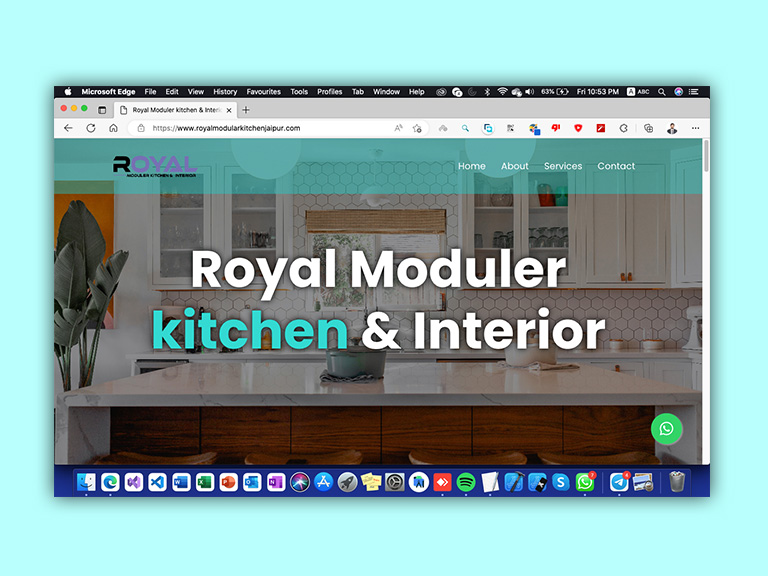 Microsoft Edge File Edit View History Favourites Tools Profiles Tab Window Help 63% Fri 10:53 PM A ABC
Royal Moduler kitchen & Interi
https://www.royalmodularkitchenjaipur.com
ROYAL
MODULER KITCHEN & INTERIOR
Home About Services Contact
Royal Moduler
kitchen & Interior